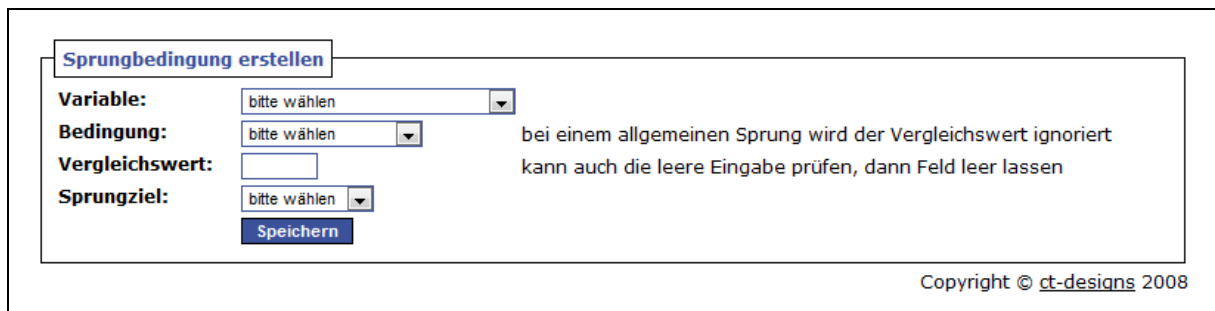 Sprungbedingung erstellen
Variable: bitte wählen
Bedingung: bitte wählen bei einem allgemeinen Sprung wird der Vergleichswert ignoriert
Vergleichswert: kann auch die leere Eingabe prüfen, dann Feld leer lassen
Sprungziel: bitte wählen
Speichern
Copyright © ct-designs 2008